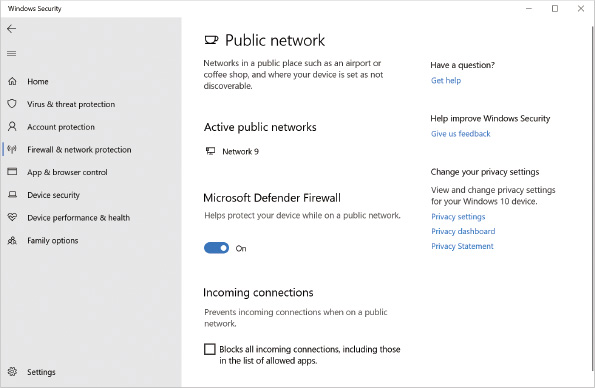 Windows Security
Public network
Networks in a public place such as an airport or
coffee shop, and where your device is set as not
discoverable.
Active public networks
Network 9
Microsoft Defender Firewall
Helps protect your device while on a public network.
On
Incoming connections
Prevents incoming connections when on a public
network.
Blocks all incoming connections, including those
in the list of allowed apps.
Home
Virus & threat protection
Account protection
Firewall & network protection
App & browser control
Device security
Device performance & health
Family options
Settings
Have a question?
Get help
Help improve Windows Security
Give us feedback
Change your privacy settings
View and change privacy settings
for your Windows 10 device.
Privacy settings
Privacy dashboard
Privacy Statement